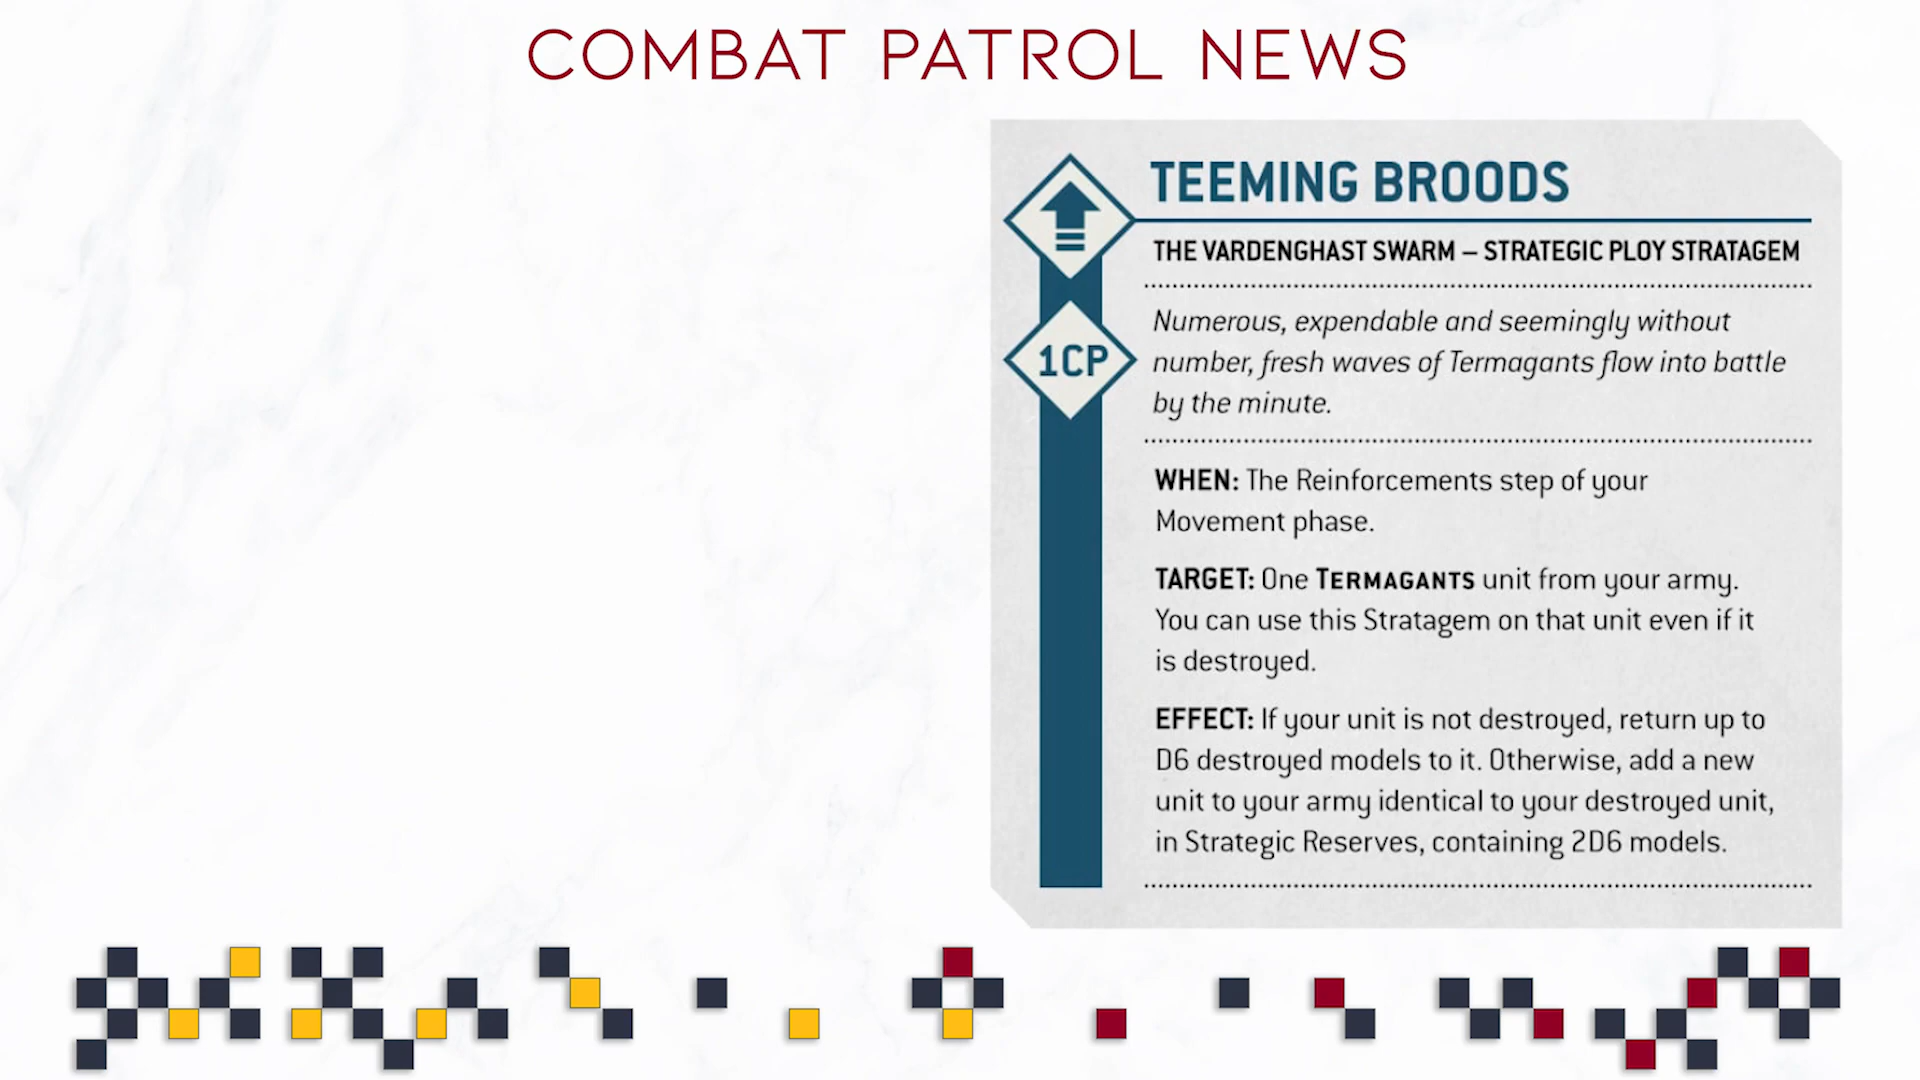 COMBAT PATROL NEWS
TEEMING BROODS
THE VARDENGHAST SWARM – STRATEGIC PLOY STRATAGEM
1CP
Numerous, expendable and seemingly without
number, fresh waves of Termagants flow into battle
by the minute.
WHEN: The Reinforcements step of your
Movement phase.
TARGET: One TERMAGANTS unit from your army.
You can use this Stratagem on that unit even if it
is destroyed.
EFFECT: If your unit is not destroyed, return up to
D6 destroyed models to it. Otherwise, add a new
unit to your army identical to your destroyed unit,
in Strategic Reserves, containing 2D6 models.